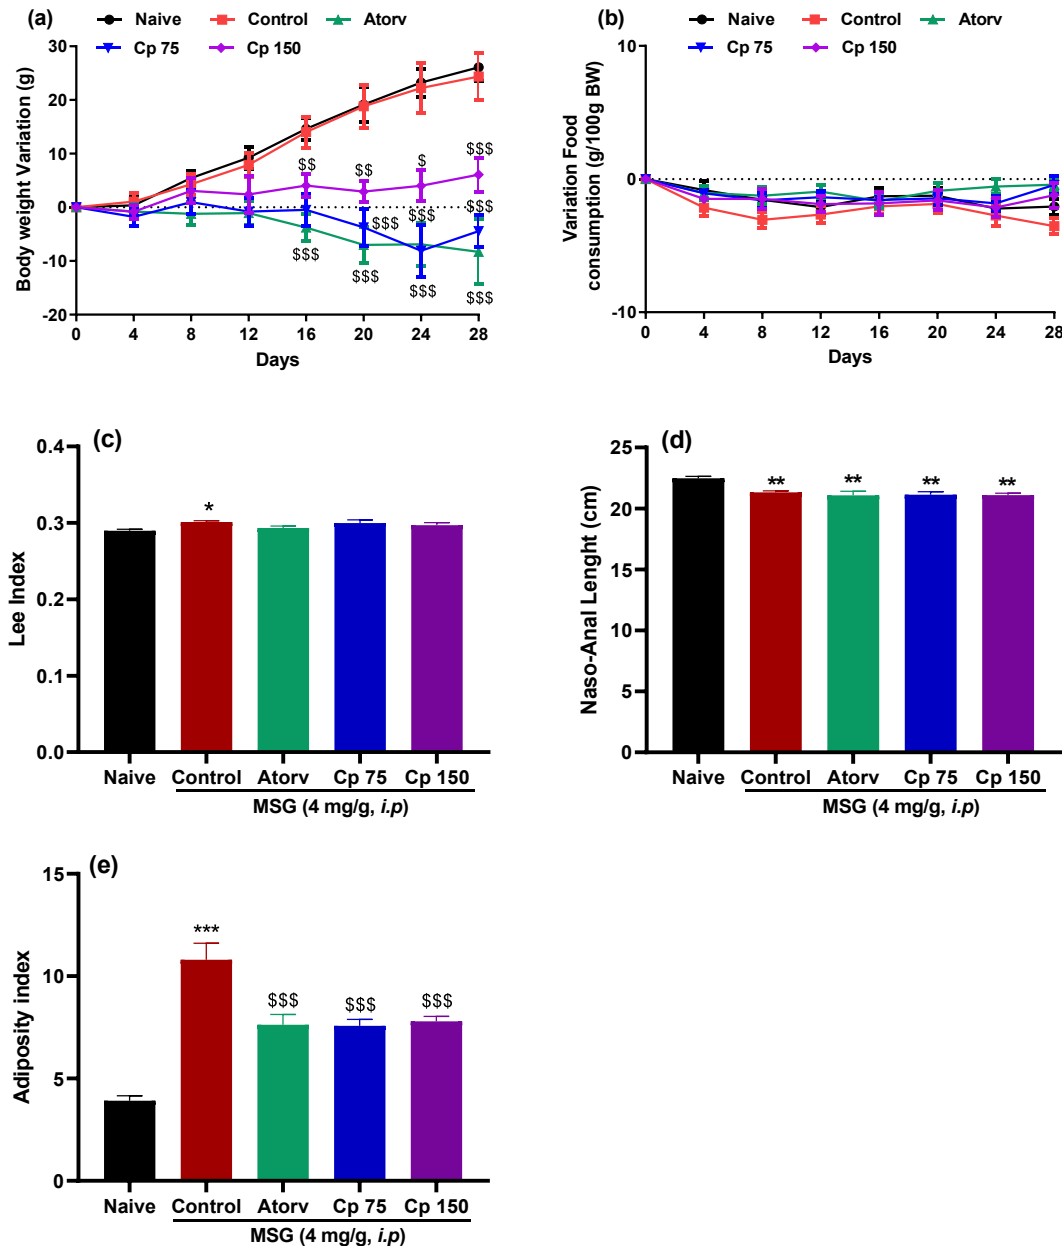 (a)
Naive Control Atorv
Cp 75 Cp 150
Body weight Variation (g)
30
20
10
0
-10
-20
$$ $$ $ $$$
$$$ $$$ $$$
$$$ $$$ $$$ $$$
0 4 8 12 16 20 24 28
Days
(b)
Naive Control Atorv
Cp 75 Cp 150
Variation Food
consumption (g/100g BW)
10
0
-10
0 4 8 12 16 20 24 28
Days
(c)
Lee Index
0.4
0.3
0.2
0.1
0.0
*
Naive Control Atorv Cp 75 Cp 150
MSG (4 mg/g, i.p)
(d)
Naso-Anal Lenght (cm)
25
20
15
10
5
0
** ** ** **
Naive Control Atorv Cp 75 Cp 150
MSG (4 mg/g, i.p)
(e)
Adiposity index
15
10
5
0
***
$$$ $$$ $$$
Naive Control Atorv Cp 75 Cp 150
MSG (4 mg/g, i.p)